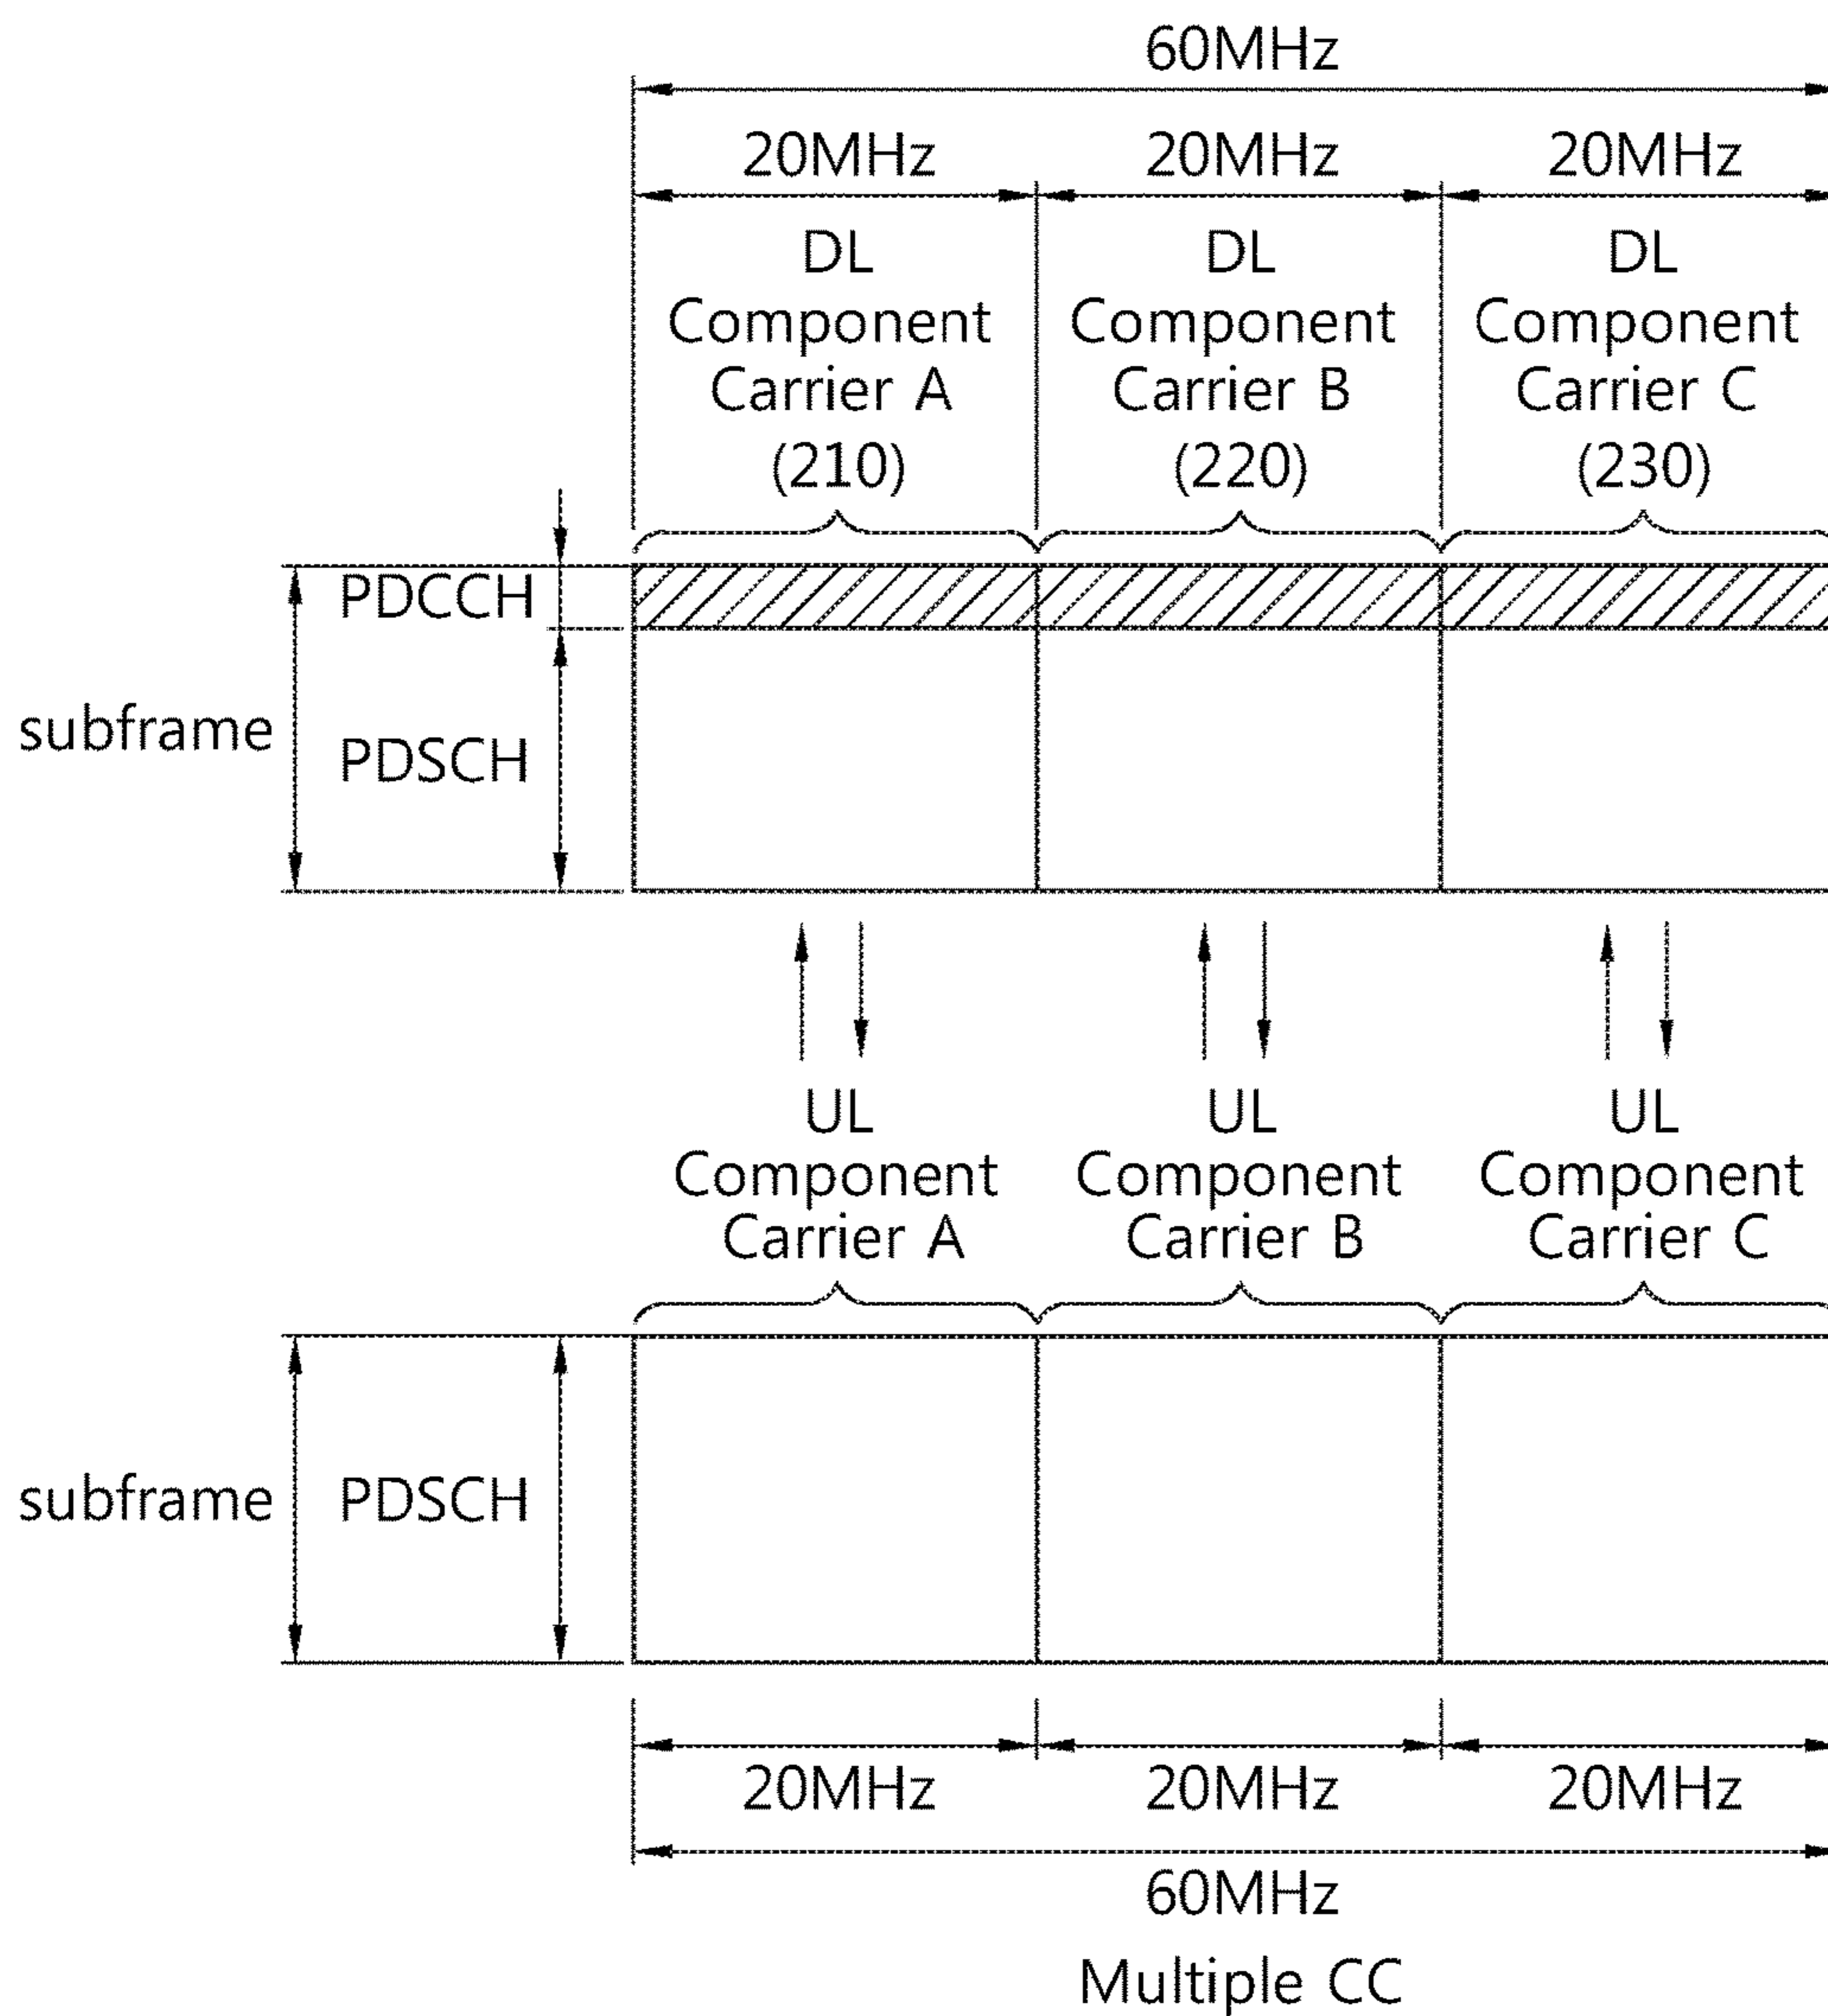 60MHz
20MHz 20MHz 20MHz
DL DL DL
Component Component Component
Carrier A Carrier B Carrier C
(210) (220) (230)
PDCCH
subframe
PDSCH
UL UL UL
Component Component Component
Carrier A Carrier B Carrier C
subframe PDSCH
20MHz 20MHz 20MHz
60MHz
Multiple CC